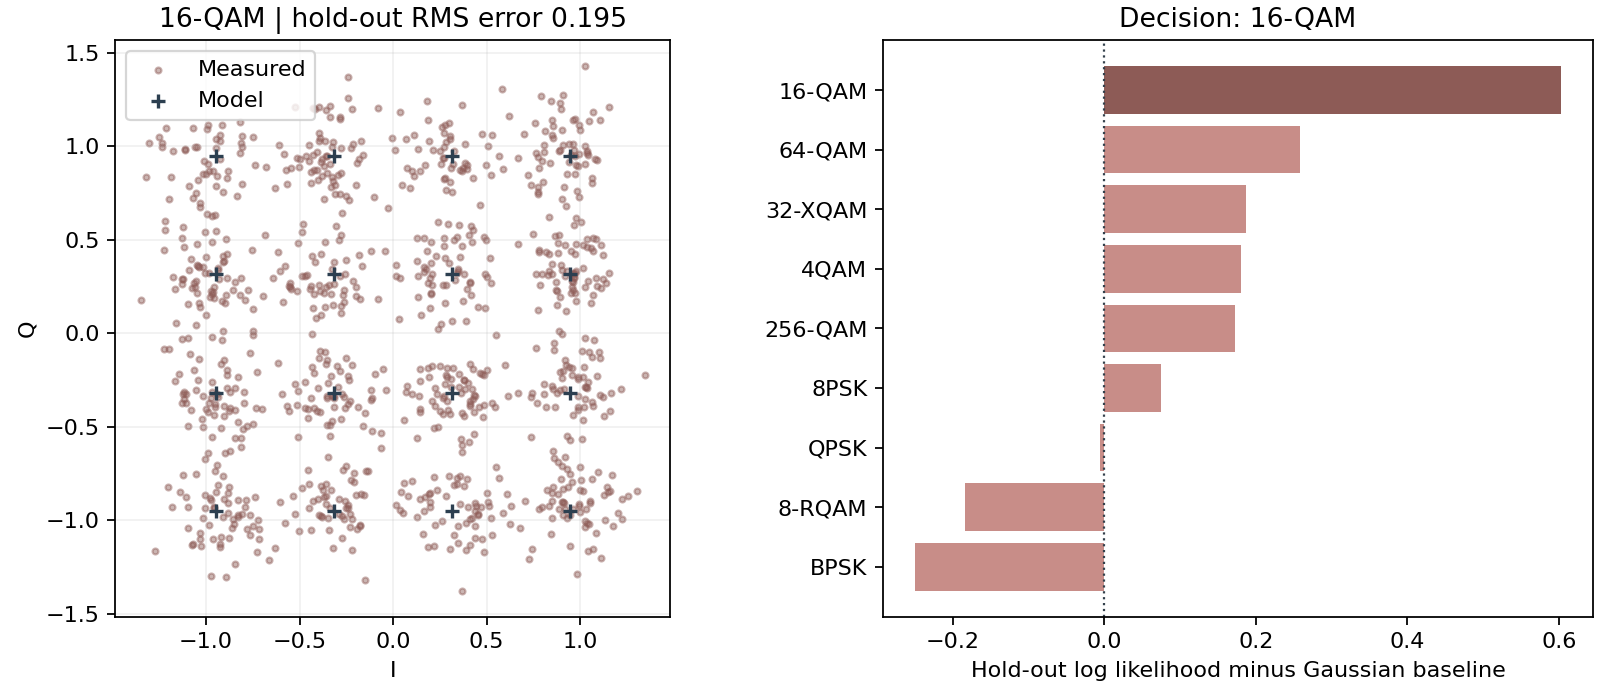 16-QAM | hold-out RMS error 0.195
Measured
Model
1.5
1.0
0.5
0.0
−0.5
−1.0
−1.5
Q
−1.0
−0.5
0.0
0.5
1.0
I
Decision: 16-QAM
16-QAM
64-QAM
32-XQAM
4QAM
256-QAM
8PSK
QPSK
8-RQAM
BPSK
−0.2
0.0
0.2
0.4
0.6
Hold-out log likelihood minus Gaussian baseline